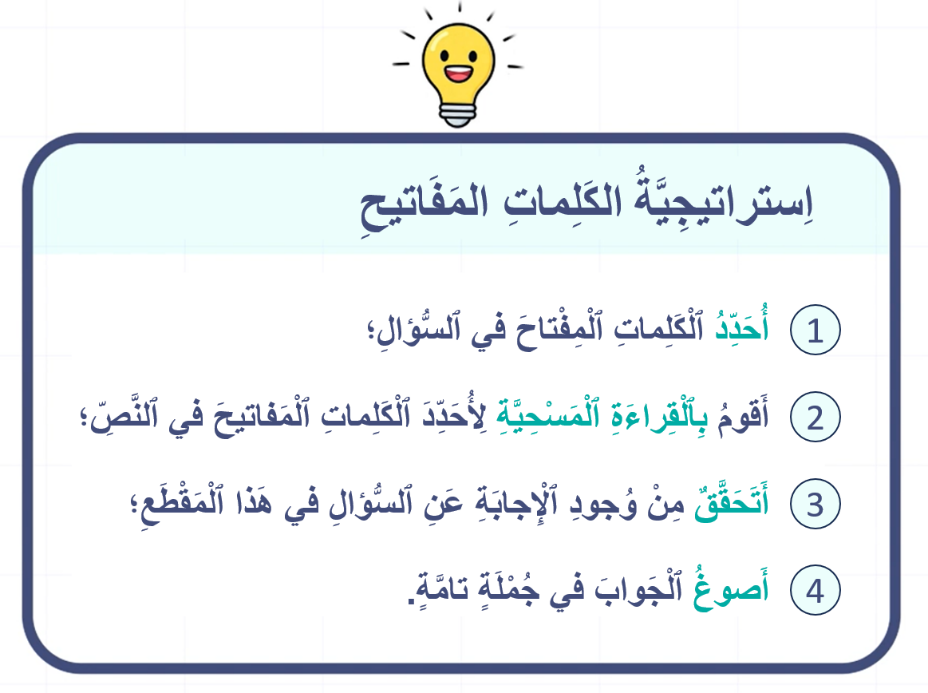 اِستراتيجِيَّةُ الكَلِماتِ المَفَاتيحِ
1 أُحَدِّدُ ٱلْكَلِماتِ ٱلْمِفْتاحَ في ٱلسُّؤالِ؛
2 أَقومُ بِٱلْقِراءَةِ ٱلْمَسْحِيَّةِ لِأُحَدِّدَ ٱلْكَلِماتِ ٱلْمَفاتيحَ في ٱلنَّصِّ؛
3 أَتَحَقَّقٌ مِنْ وُجودِ ٱلْإِجابَةِ عَنِ ٱلسُّؤالِ في هَذا ٱلْمَقْطَعِ؛
4 أَصوغُ ٱلْجَوابَ في جُمْلَةٍ تامَّةٍ.